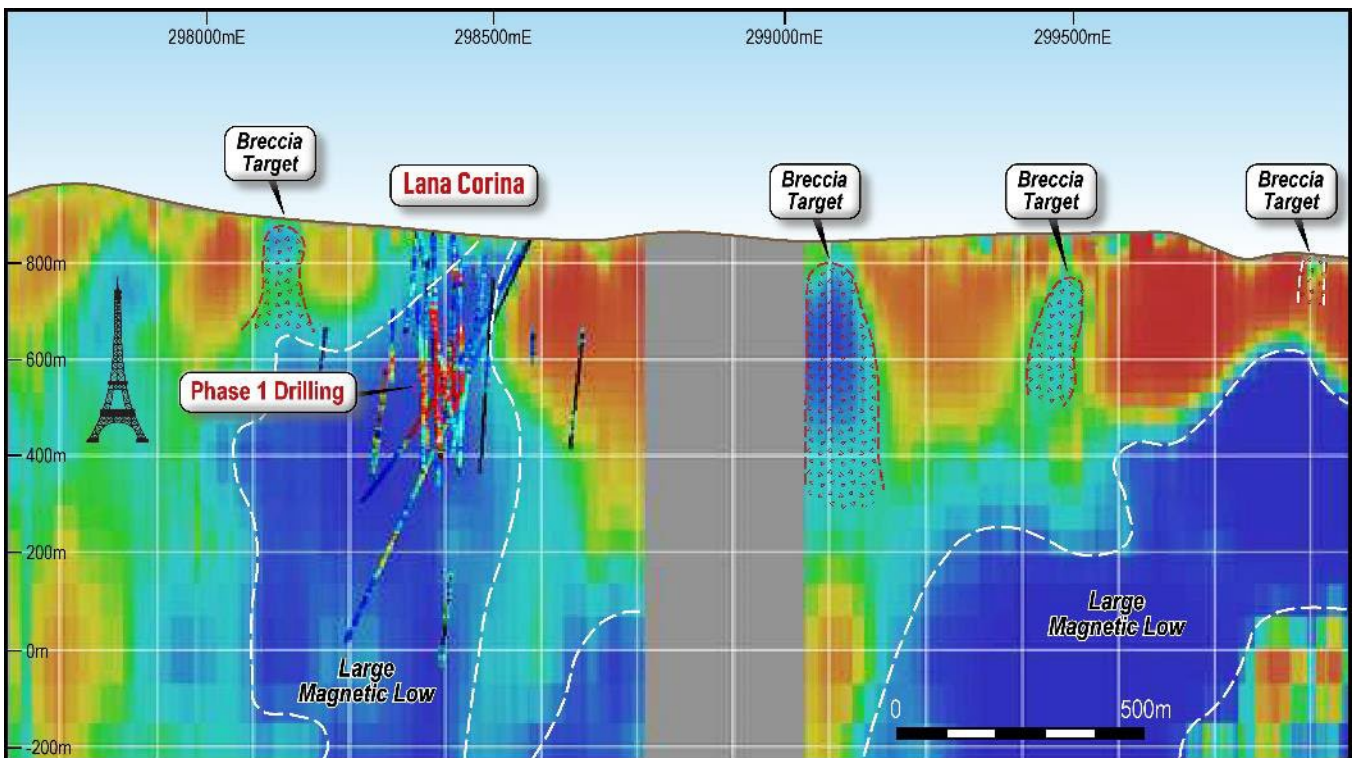 298000mE
298500mE
299000mE
299500mE
Breccia
Target
Lana Corina
Breccia
Target
Breccia
Target
Breccia
Target
800m
600m
Phase 1 Drilling
400m
200m
Large
Magnetic Low
0m
Large
Magnetic Low
0
500m
-200m